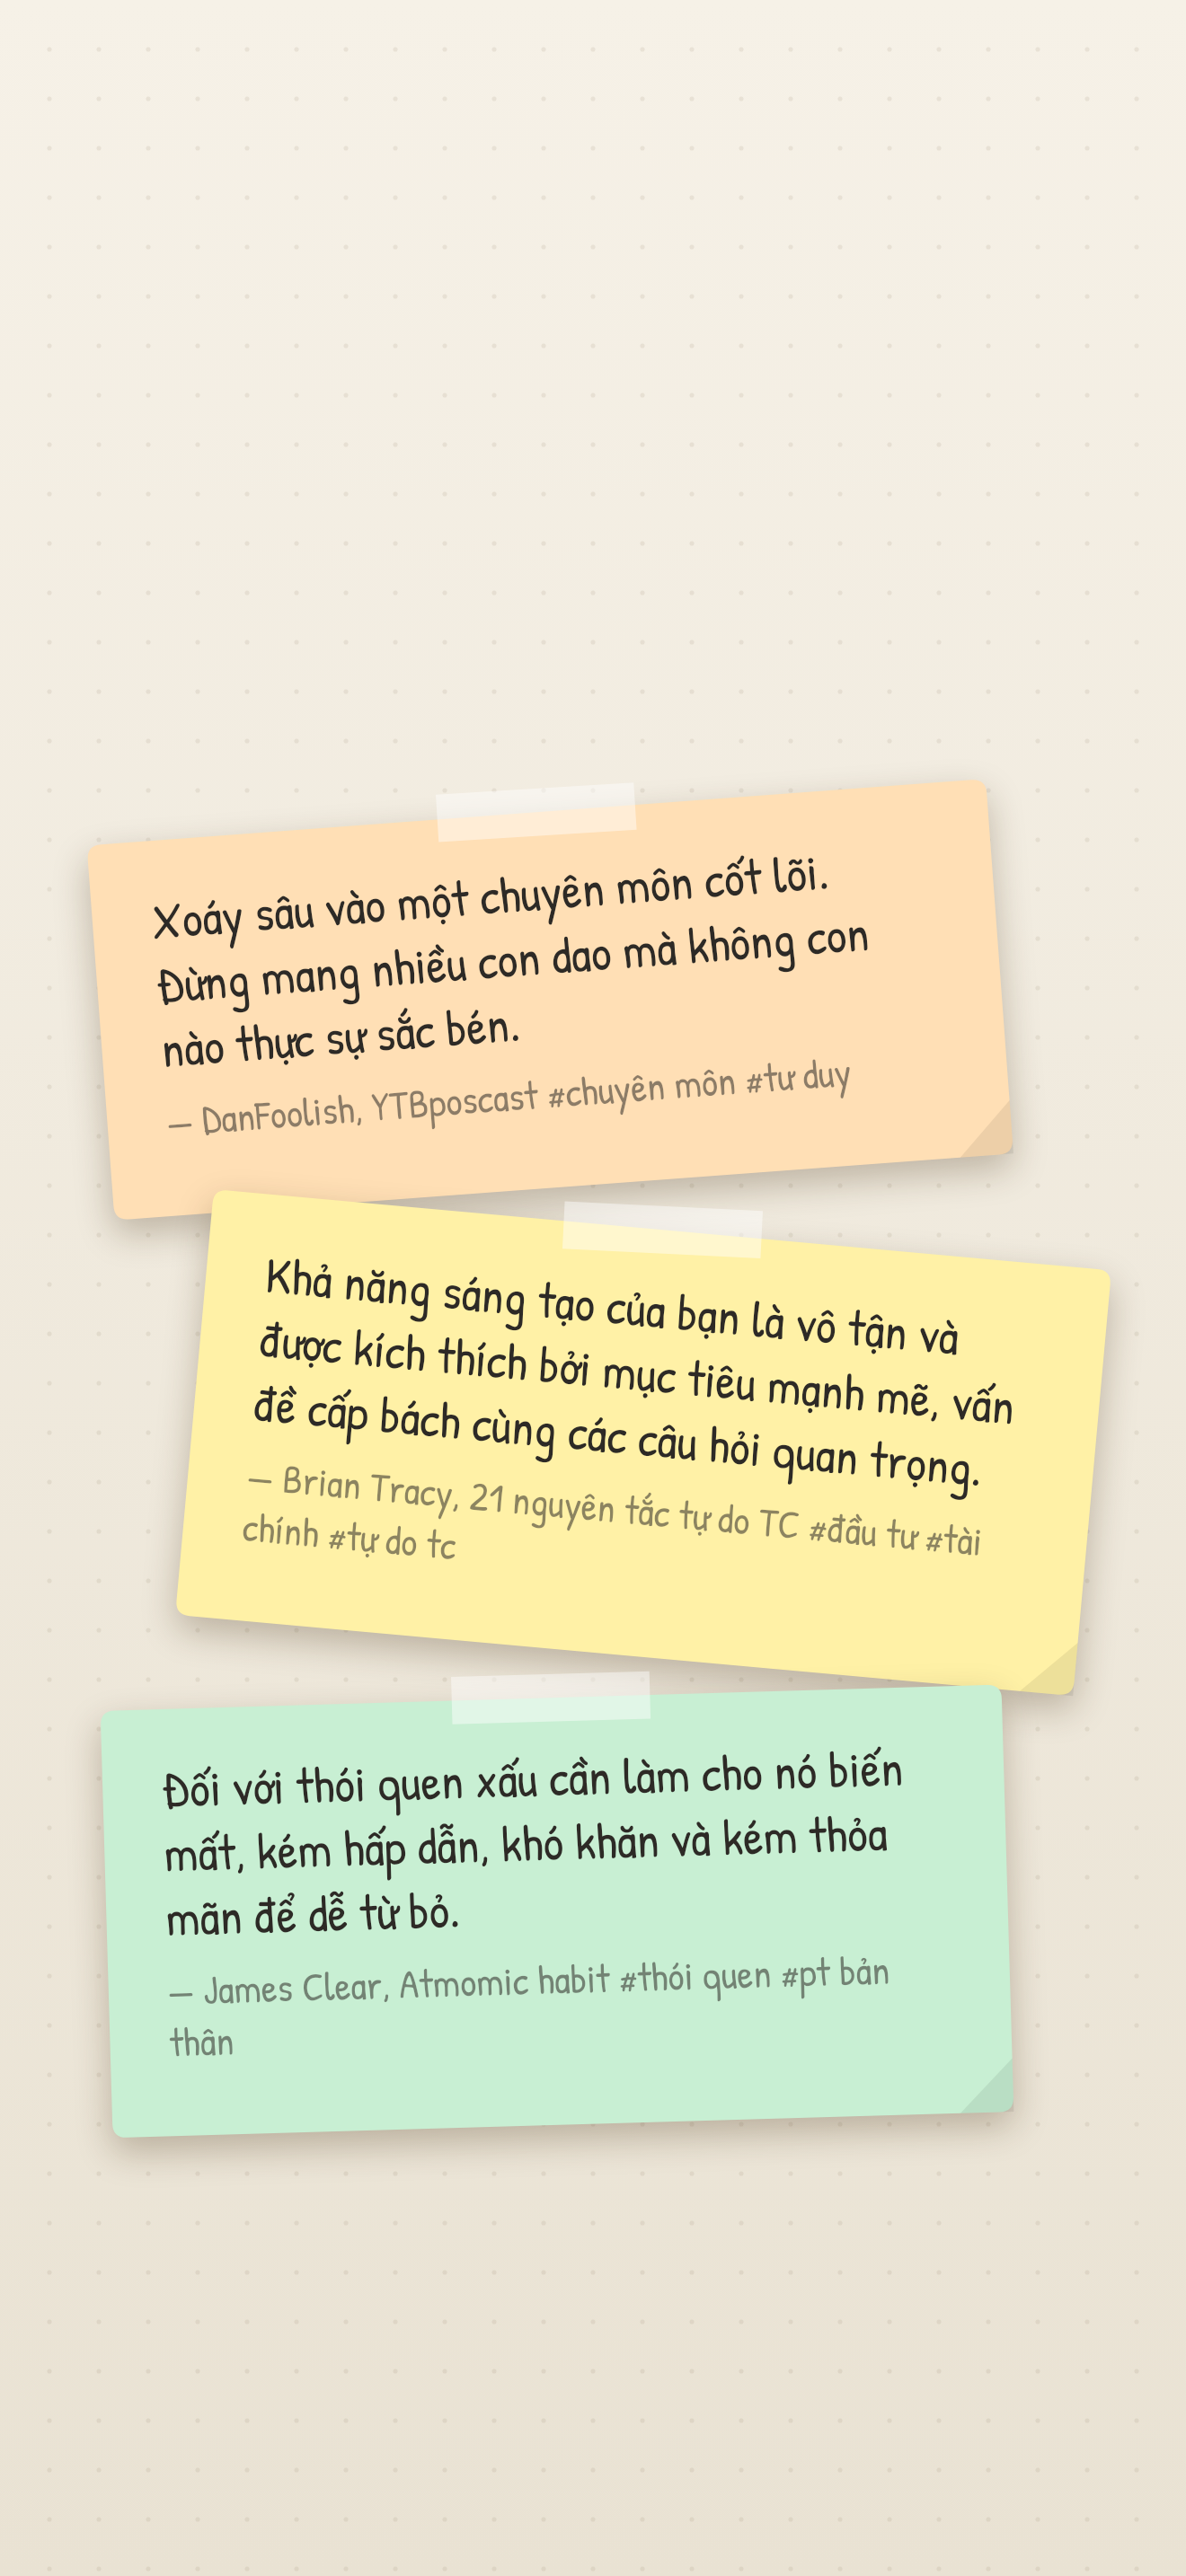 Xoáy sâu vào một chuyên môn cốt lõi.
Đừng mang nhiều con dao mà không con
nào thực sự sắc bén.
— DanFoolish, YTBposcast #chuyên môn #tư duy
Khả năng sáng tạo của bạn là vô tận và
được kích thích bởi mục tiêu mạnh mẽ, vấn
đề cấp bách cùng các câu hỏi quan trọng.
— Brian Tracy, 21 nguyên tắc tự do TC #đầu tư #tài
chính #tự do tc
Đối với thói quen xấu cần làm cho nó biến
mất, kém hấp dẫn, khó khăn và kém thỏa
mãn để dễ từ bỏ.
— James Clear, Atmomic habit #thói quen #pt bản
thân